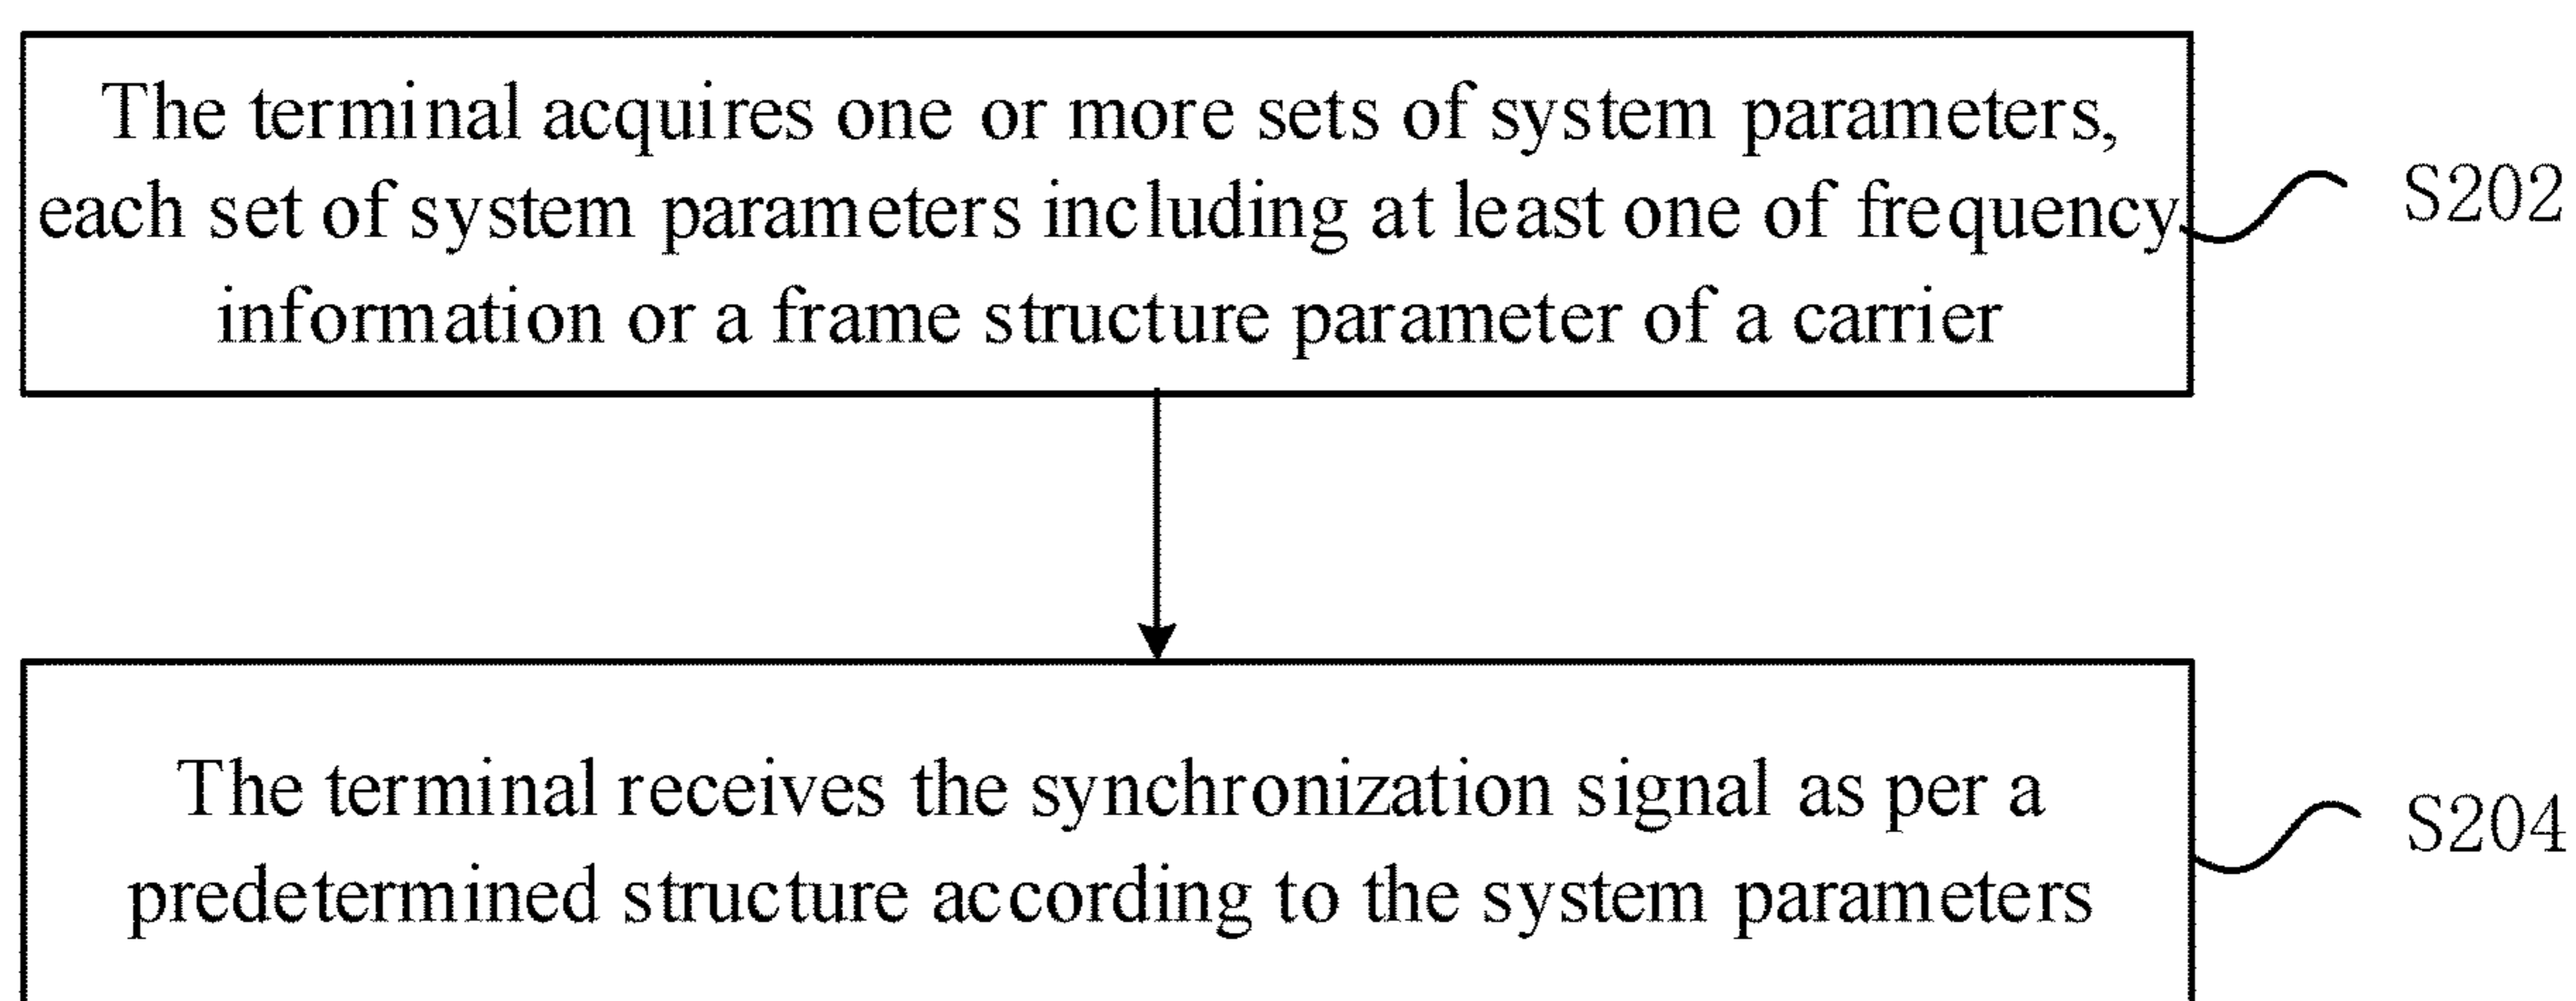 The terminal acquires one or more sets of system parameters,
each set of system parameters including at least one of frequency
information or a frame structure parameter of a carrier
S202
The terminal receives the synchronization signal as per a
predetermined structure according to the system parameters
S204